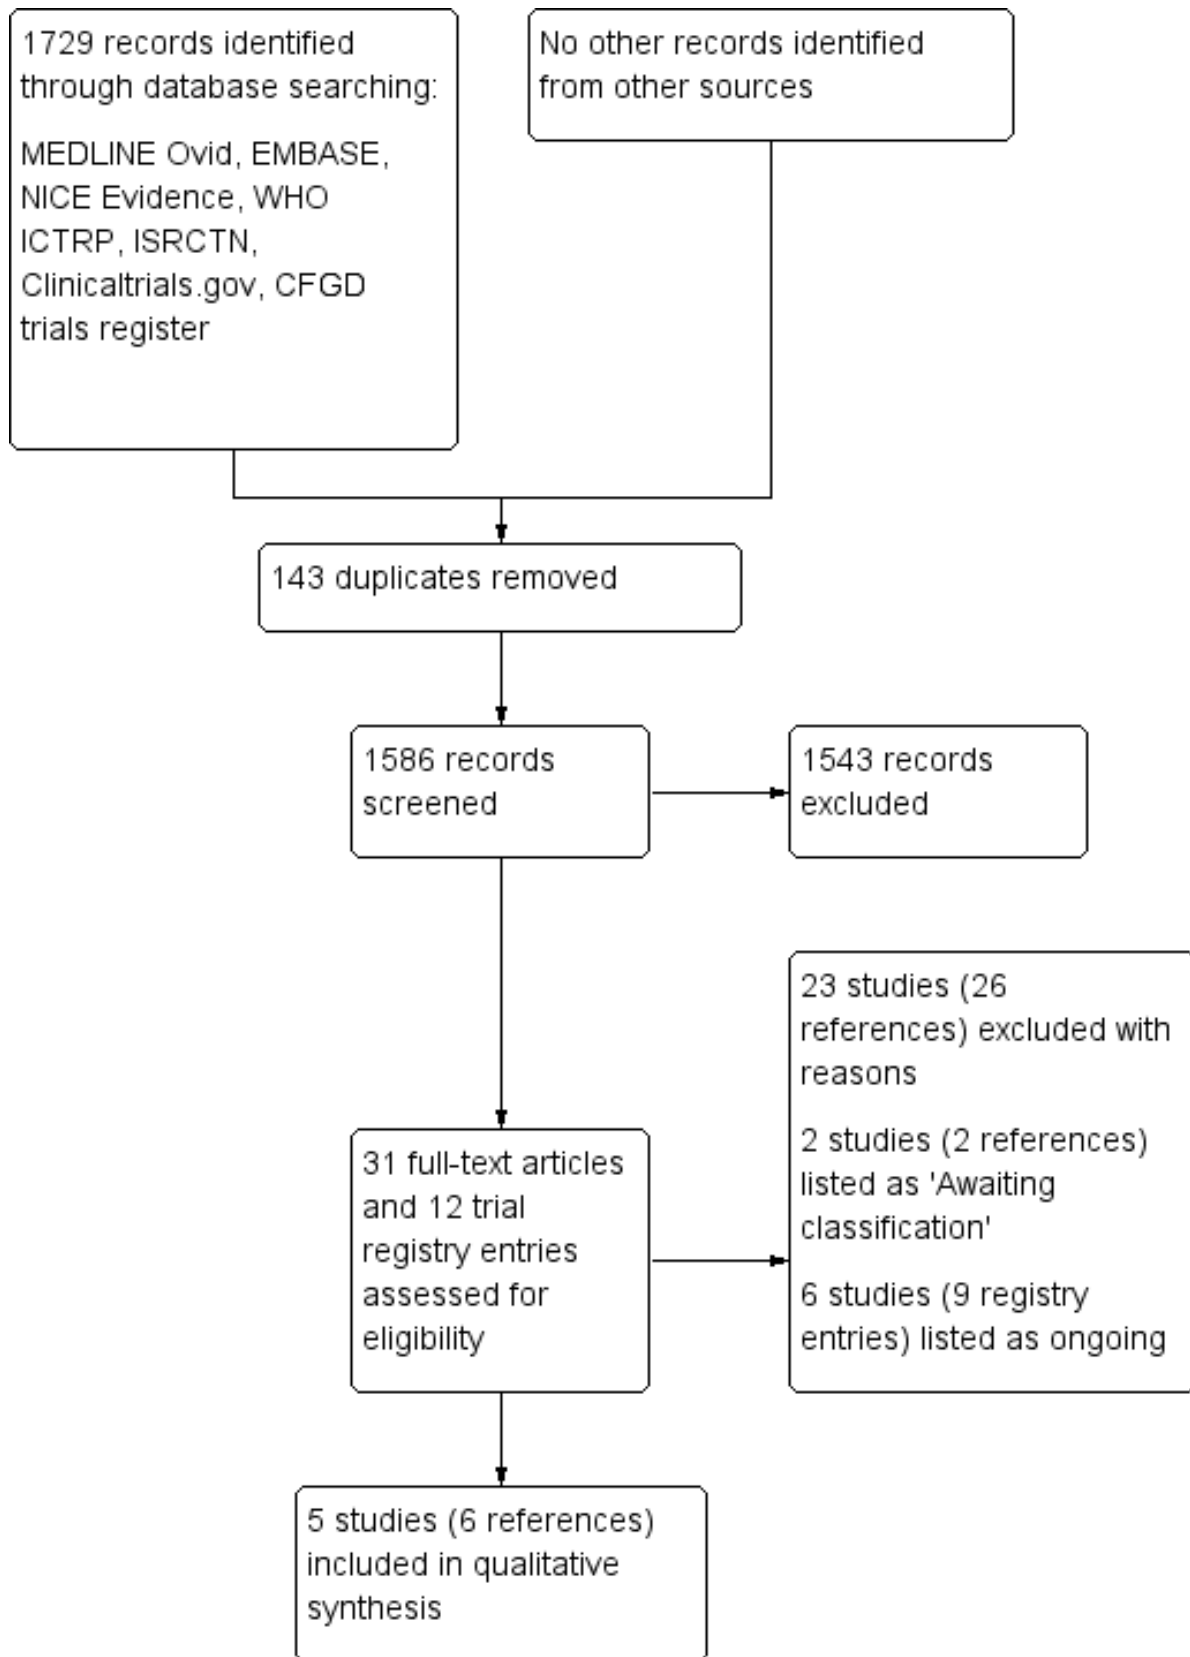 1729 records identified
through database searching:
MEDLINE Ovid, EMBASE,
NICE Evidence, WHO
ICTRP, ISRCTN,
Clinicaltrials.gov, CFGD
trials register
No other records identified
from other sources
143 duplicates removed
1586 records
screened
1543 records
excluded
31 full-text articles
and 12 trial
registry entries
assessed for
eligibility
23 studies (26
references) excluded with
reasons
2 studies (2 references)
listed as 'Awaiting
classification'
6 studies (9 registry
entries) listed as ongoing
5 studies (6 references)
included in qualitative
synthesis